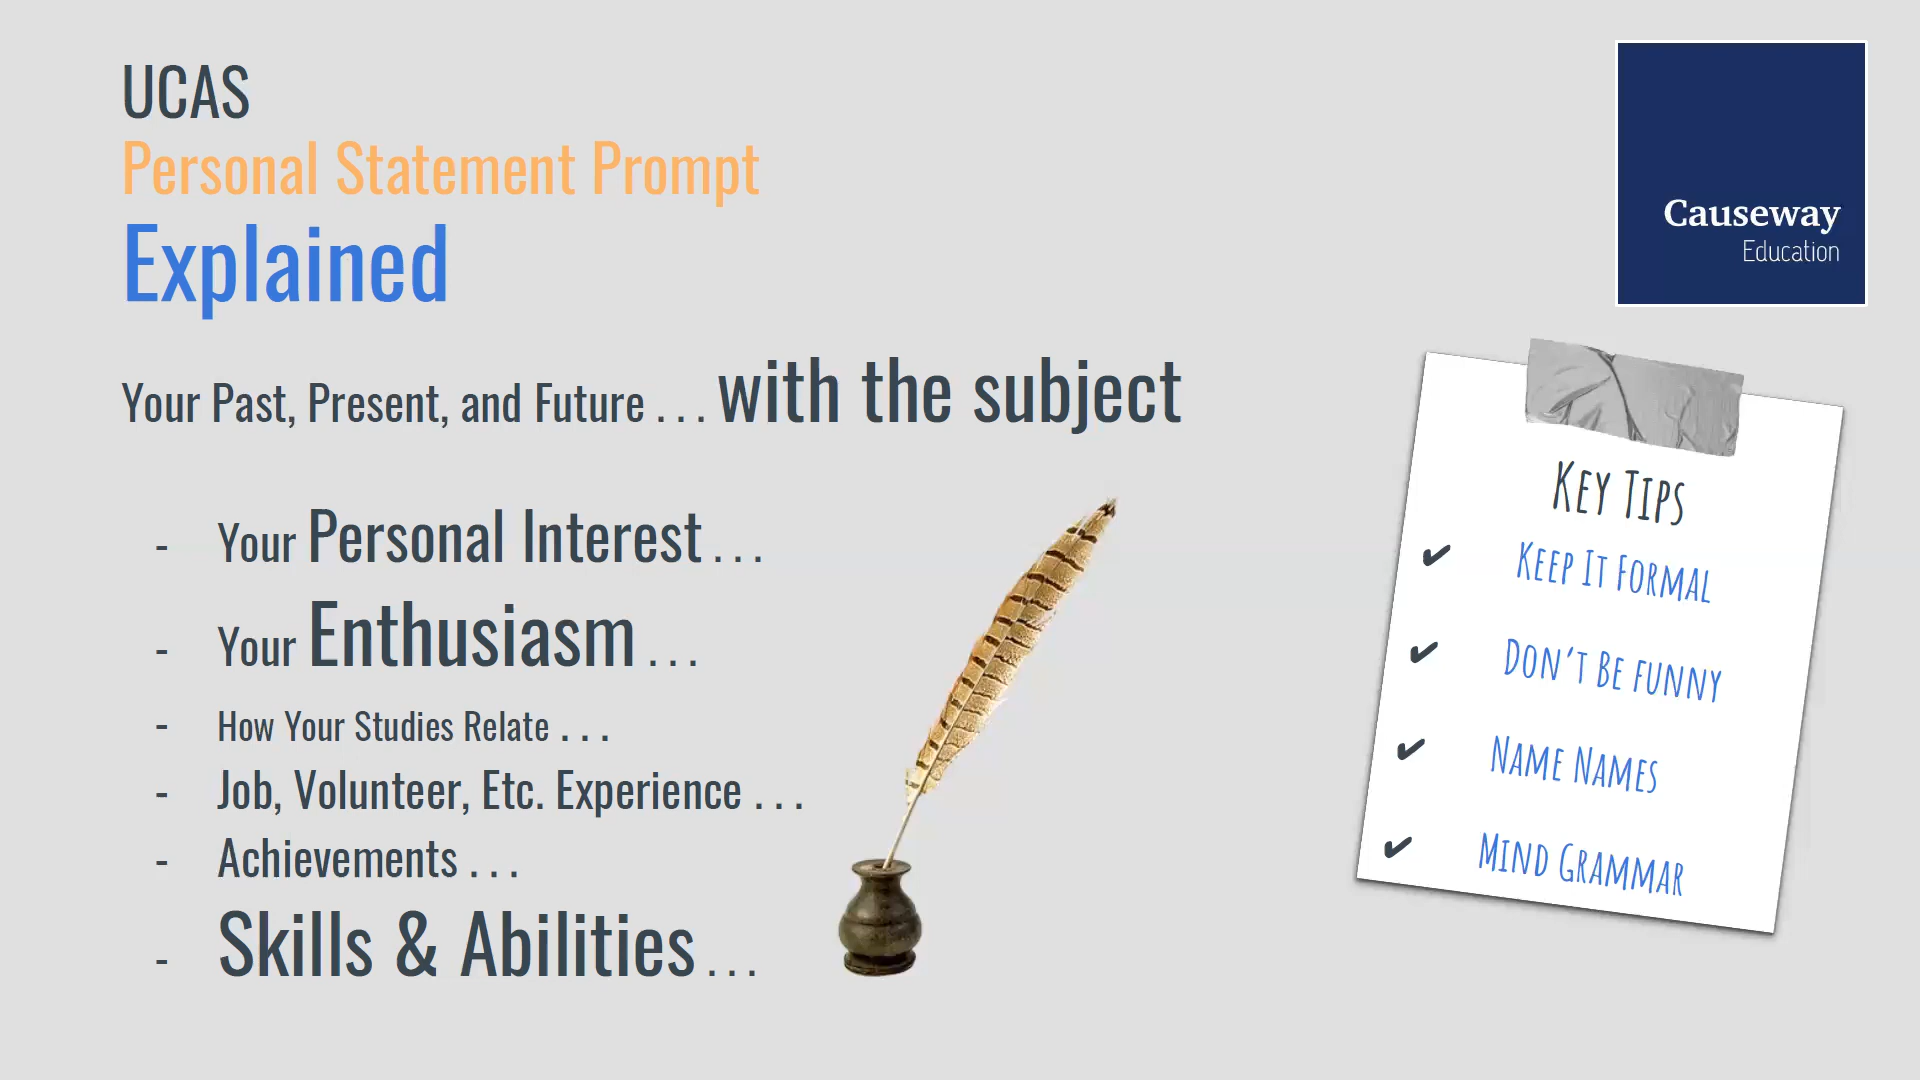 UCAS
Personal Statement Prompt
Explained
Your Past, Present, and Future . . . with the subject
- Your Personal Interest . . .
- Your Enthusiasm . . .
- How Your Studies Relate . . .
- Job, Volunteer, Etc. Experience . . .
- Achievements . . .
- Skills & Abilities . . .
Causeway
Education
Key Tips
✔ Keep It Formal
✔ Don't Be funny
✔ Name Names
✔ Mind Grammar